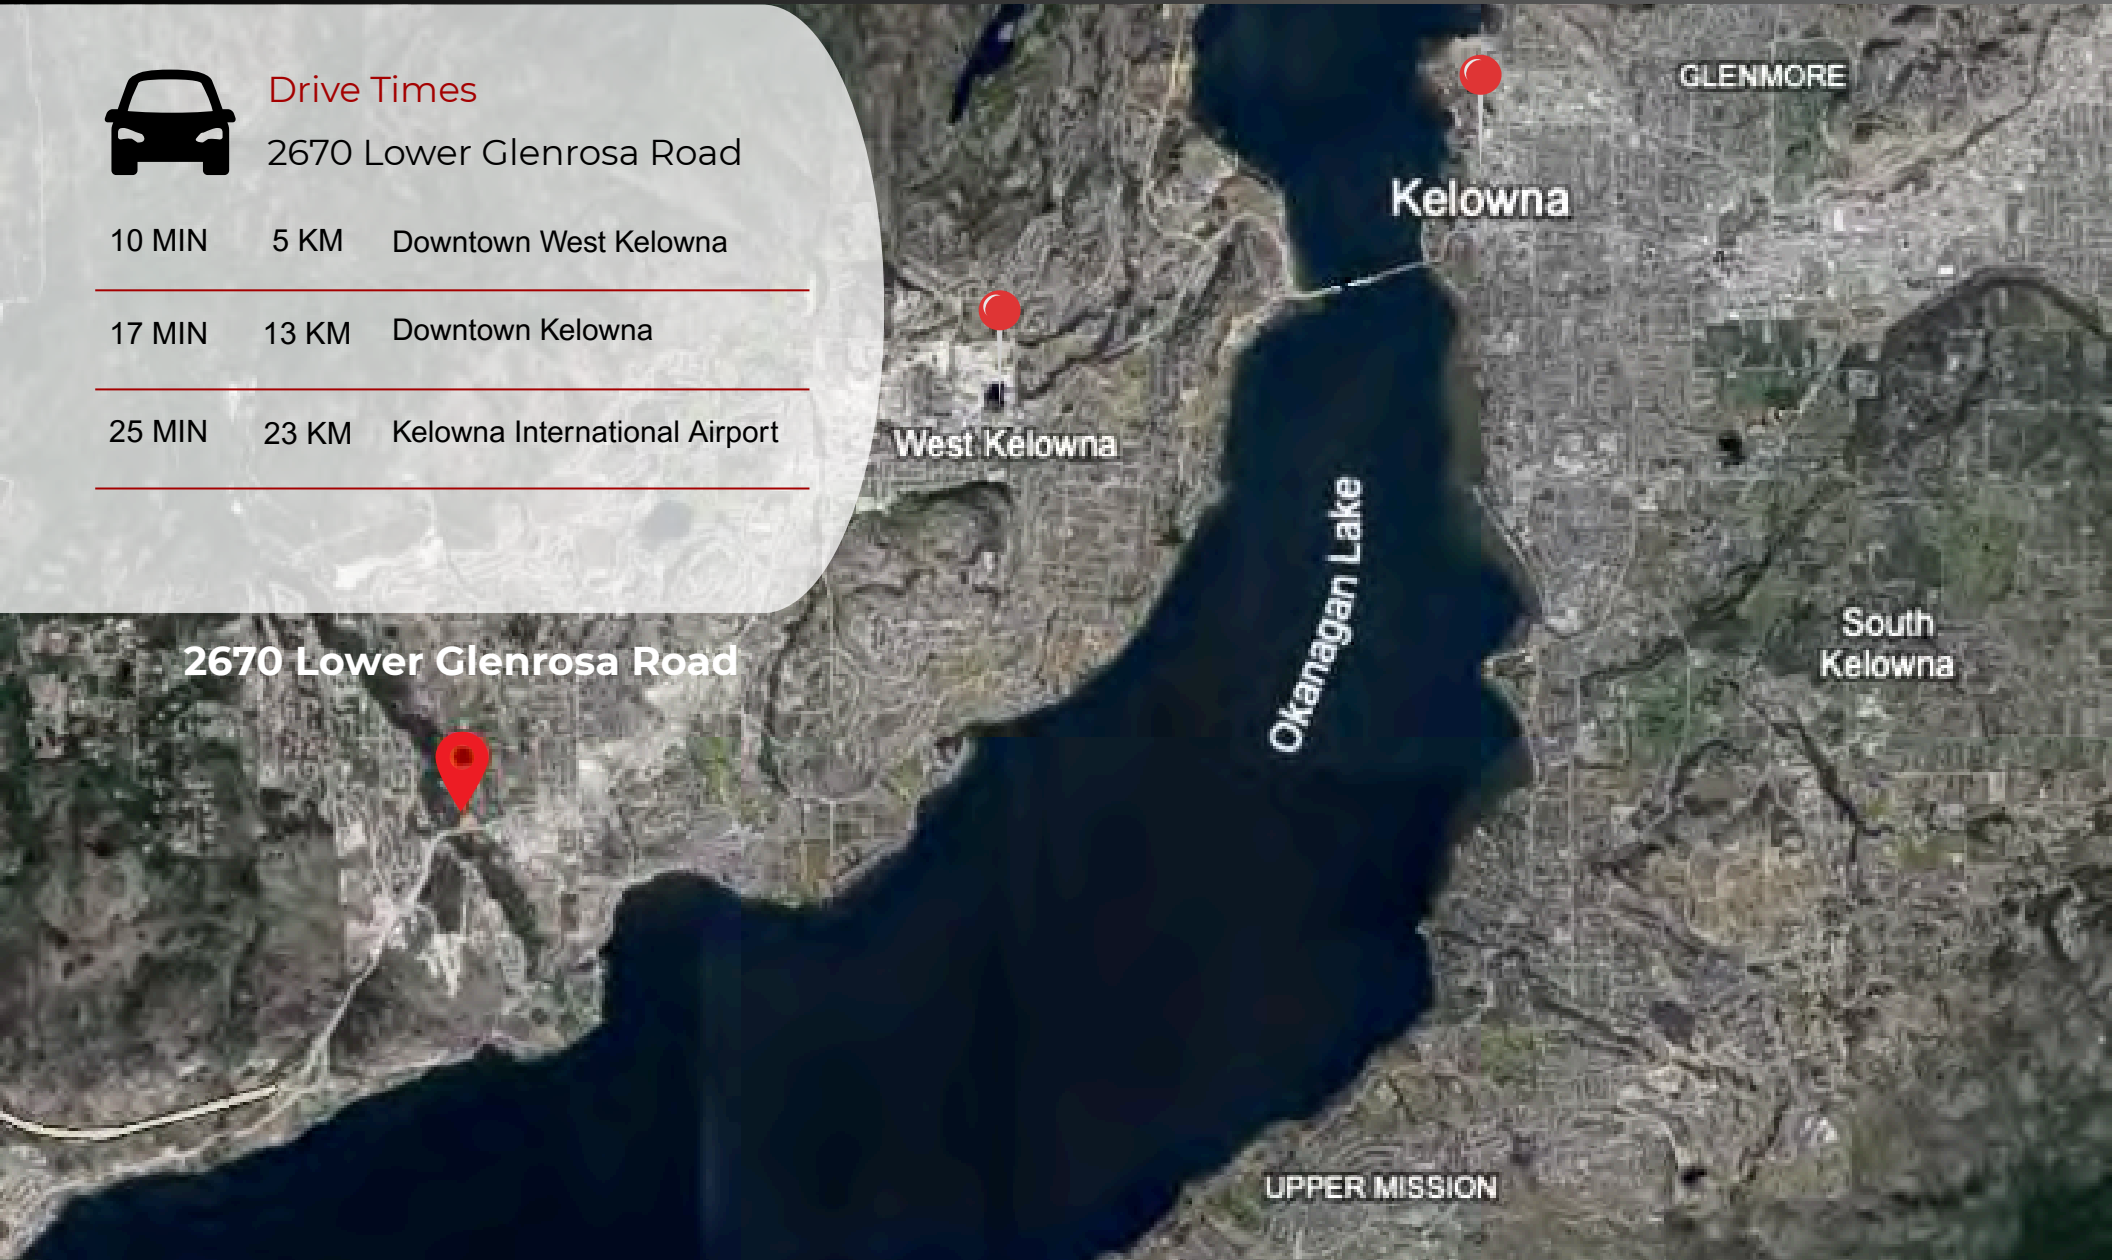 Drive Times
2670 Lower Glenrosa Road
10 MIN 5 KM Downtown West Kelowna
17 MIN 13 KM Downtown Kelowna
25 MIN 23 KM Kelowna International Airport
GLENMORE
Kelowna
West Kelowna
Okanagan Lake
South
Kelowna
2670 Lower Glenrosa Road
UPPER MISSION